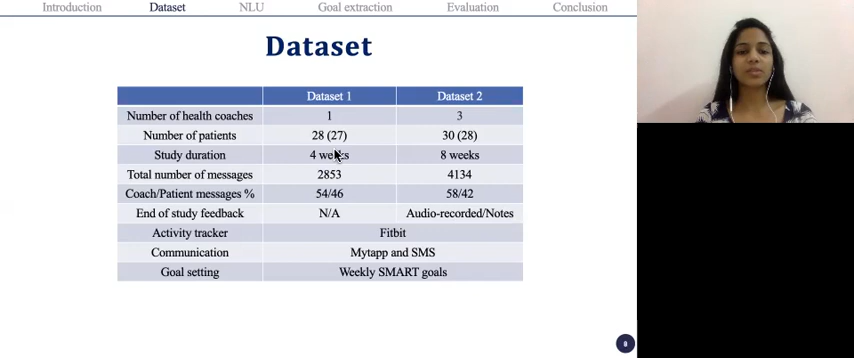 Introduction Dataset NLU Goal extraction Evaluation Conclusion
Dataset
Dataset 1 Dataset 2
Number of health coaches 1 3
Number of patients 28 (27) 30 (28)
Study duration 4 weeks 8 weeks
Total number of messages 2853 4134
Coach/Patient messages % 54/46 58/42
End of study feedback N/A Audio-recorded/Notes
Activity tracker Fitbit
Communication Mytapp and SMS
Goal setting Weekly SMART goals
8